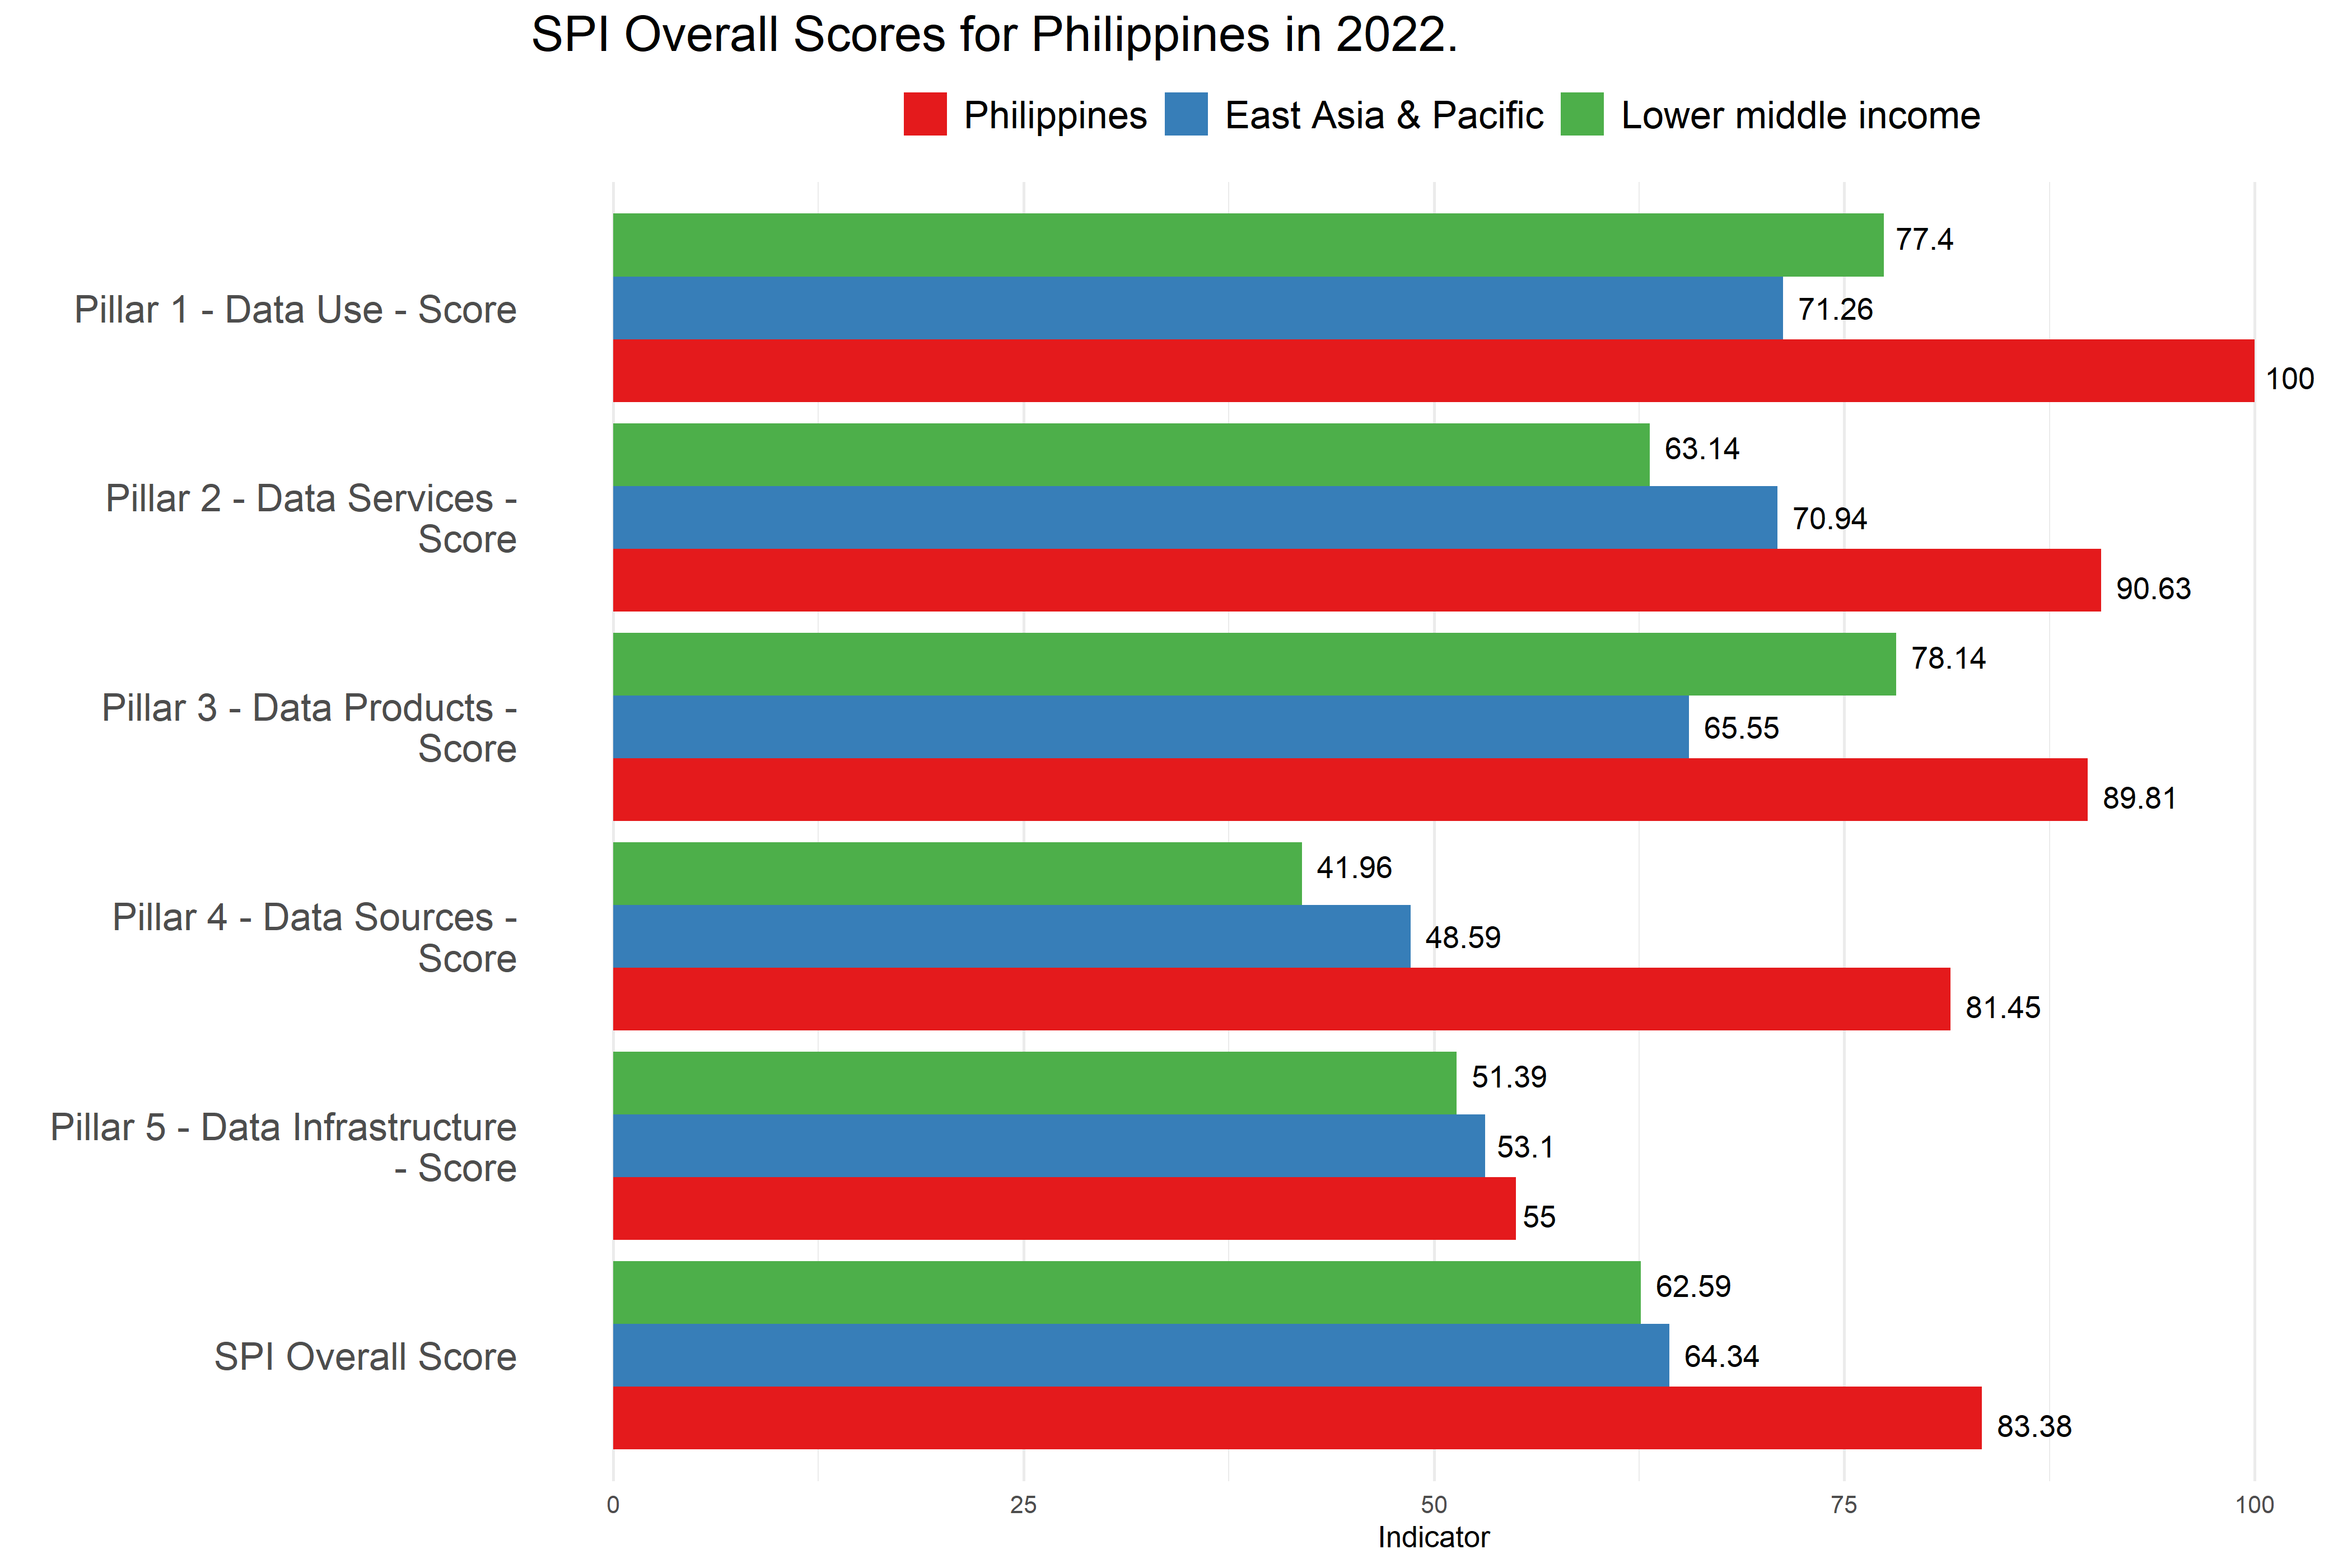 SPI Overall Scores for Philippines in 2022.
Philippines East Asia & Pacific Lower middle income
Pillar 1 - Data Use - Score
77.4
71.26
100
Pillar 2 - Data Services -
Score
63.14
70.94
90.63
Pillar 3 - Data Products -
Score
78.14
65.55
89.81
Pillar 4 - Data Sources -
Score
41.96
48.59
81.45
Pillar 5 - Data Infrastructure
- Score
51.39
53.1
55
SPI Overall Score
62.59
64.34
83.38
0 25 50 75 100
Indicator